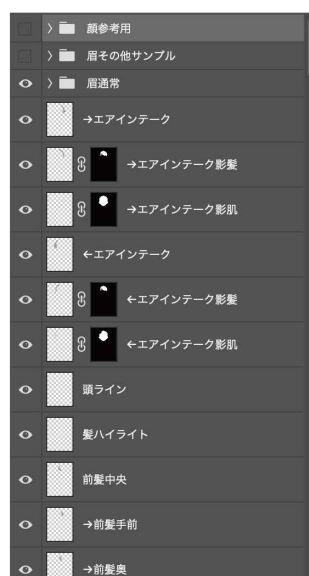 顔参考用
眉その他サンプル
眉通常
→エアインテーク
→エアインテーク影髪
→エアインテーク影肌
←エアインテーク
←エアインテーク影髪
←エアインテーク影肌
頭ライン
髪ハイライト
前髪中央
→前髪手前
→前髪奥